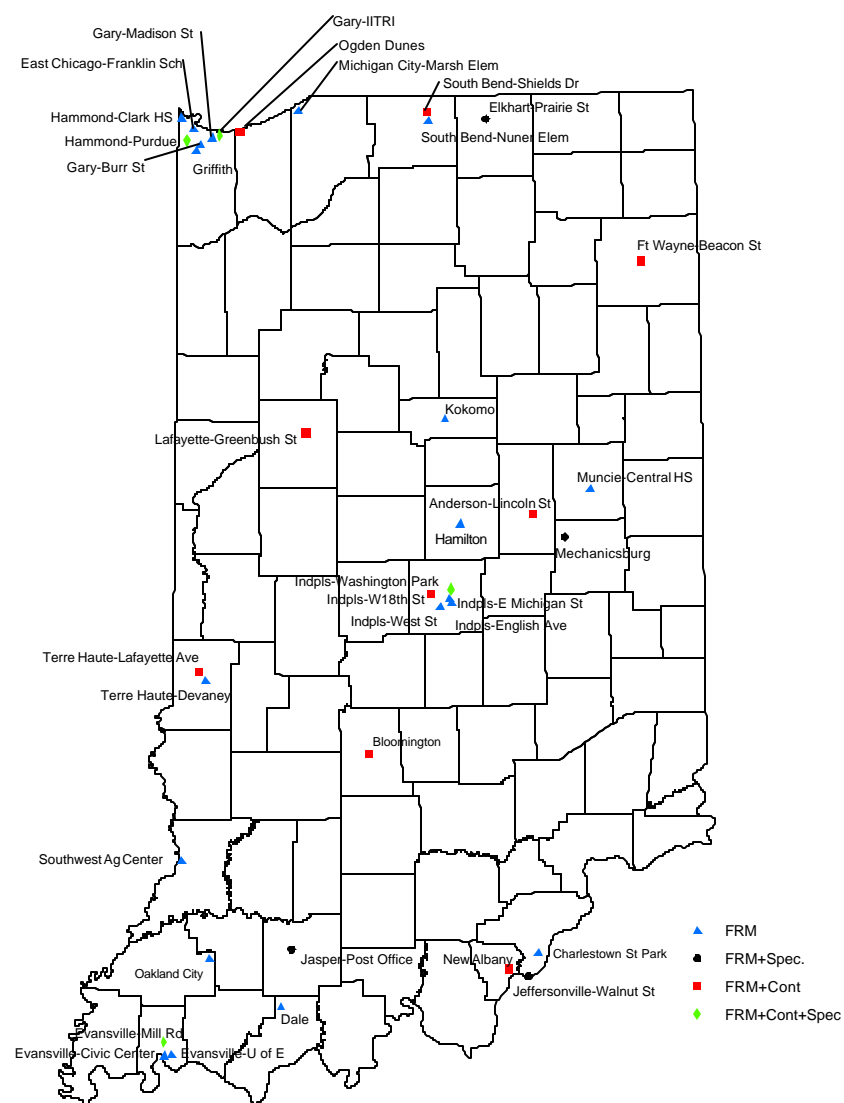 Gary-IITRI
Gary-Madison St
Ogden Dunes
East Chicago-Franklin Sch
Michigan City-Marsh Elem
South Bend-Shields Dr
Elkhart-Prairie St
Hammond-Clark HS
South Bend-Nuner Elem
Hammond-Purdue
Gary-Burr St
Griffith
Ft Wayne-Beacon St
Kokomo
Lafayette-Greenbush St
Muncie-Central HS
Anderson-Lincoln St
Hamilton
Mechanicsburg
Indpls-Washington Park
Indpls-W18th St
Indpls-E Michigan St
Indpls-West St
Indpls-English Ave
Terre Haute-Lafayette Ave
Terre Haute-Devaney
Bloomington
Southwest Ag Center
FRM
Charlestown St Park
New Albany
Jasper-Post Office
FRM+Spec.
Oakland City
FRM+Cont
Jeffersonville-Walnut St
FRM+Cont+Spec
Dale
Evansville-Mill Rd
Evansville-Civic Center
Evansville-U of E